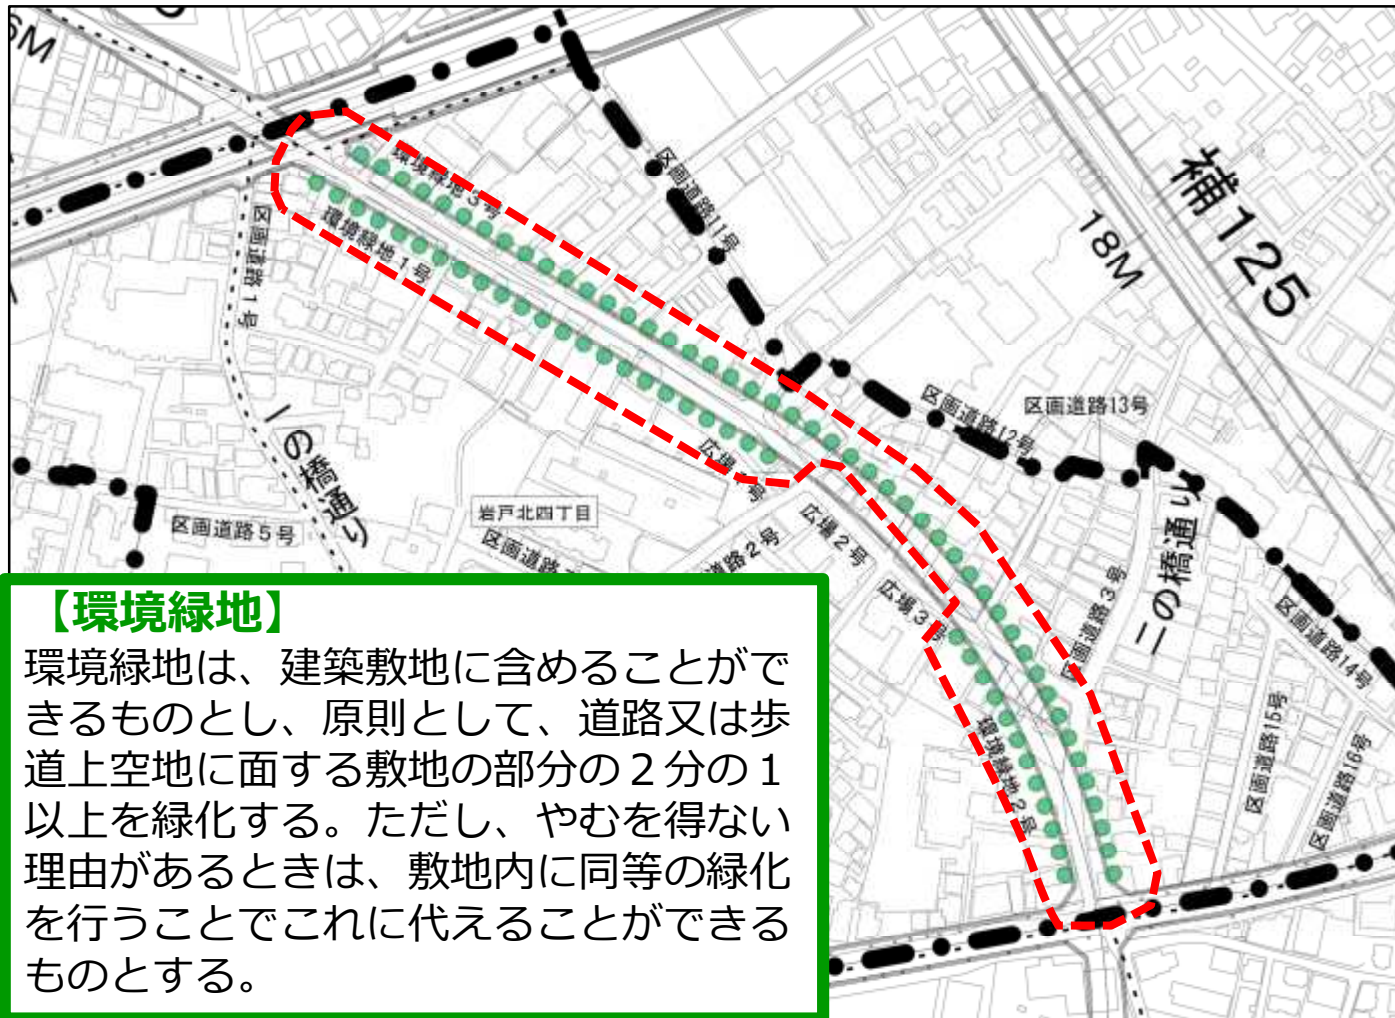 6M
環境緑地3号
環境緑地1号
区画道路1号
区画道路11号
補125
18M
一の橋通り
区画道路12号
区画道路13号
広場1号
岩戸北四丁目
区画道路5号
広場2号
広場3号
区画道路3号
二の橋通り
区画道路14号
区画道路15号
区画道路16号
環境緑地2号
【環境緑地】
環境緑地は、建築敷地に含めることがで
きるものとし、原則として、道路又は歩
道上空地に面する敷地の部分の２分の１
以上を緑化する。ただし、やむを得ない
理由があるときは、敷地内に同等の緑化
を行うことでこれに代えることができる
ものとする。